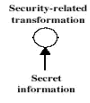 Security-related
transformation
Secret
information